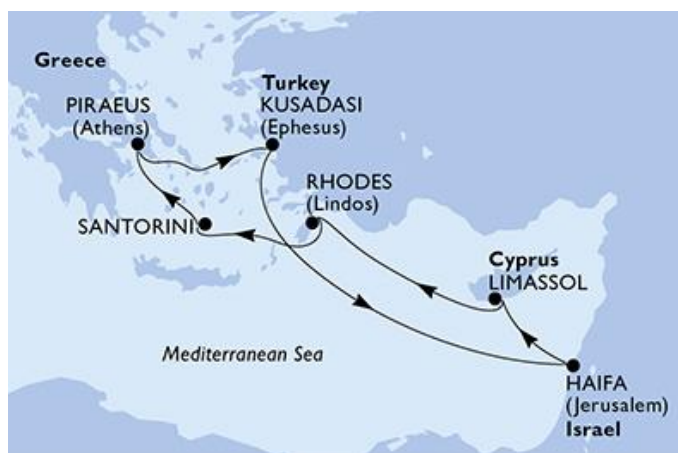 Greece
PIRAEUS
(Athens)
Turkey
KUSADASI
(Ephesus)
RHODES
(Lindos)
SANTORINI
Cyprus
LIMASSOL
Mediterranean Sea
HAIFA
(Jerusalem)
Israel